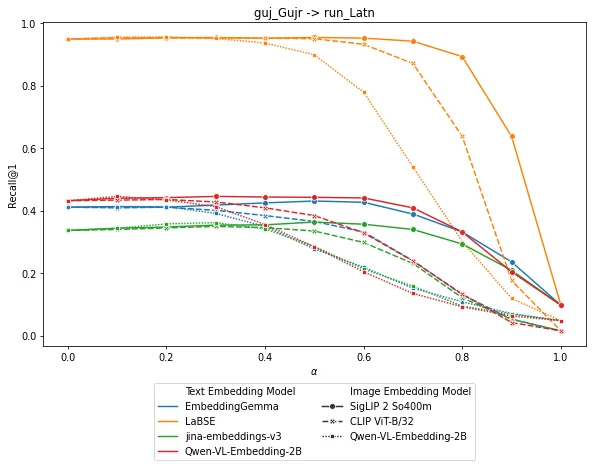 guj_Gujr -> run_Latn
1.0
0.8
0.6
0.4
0.2
0.0
Recall@1
0.0 0.2 0.4 0.6 0.8 1.0
α
Text Embedding Model Image Embedding Model
EmbeddingGemma SigLIP 2 So400m
LaBSE CLIP ViT-B/32
jina-embeddings-v3 Qwen-VL-Embedding-2B
Qwen-VL-Embedding-2B